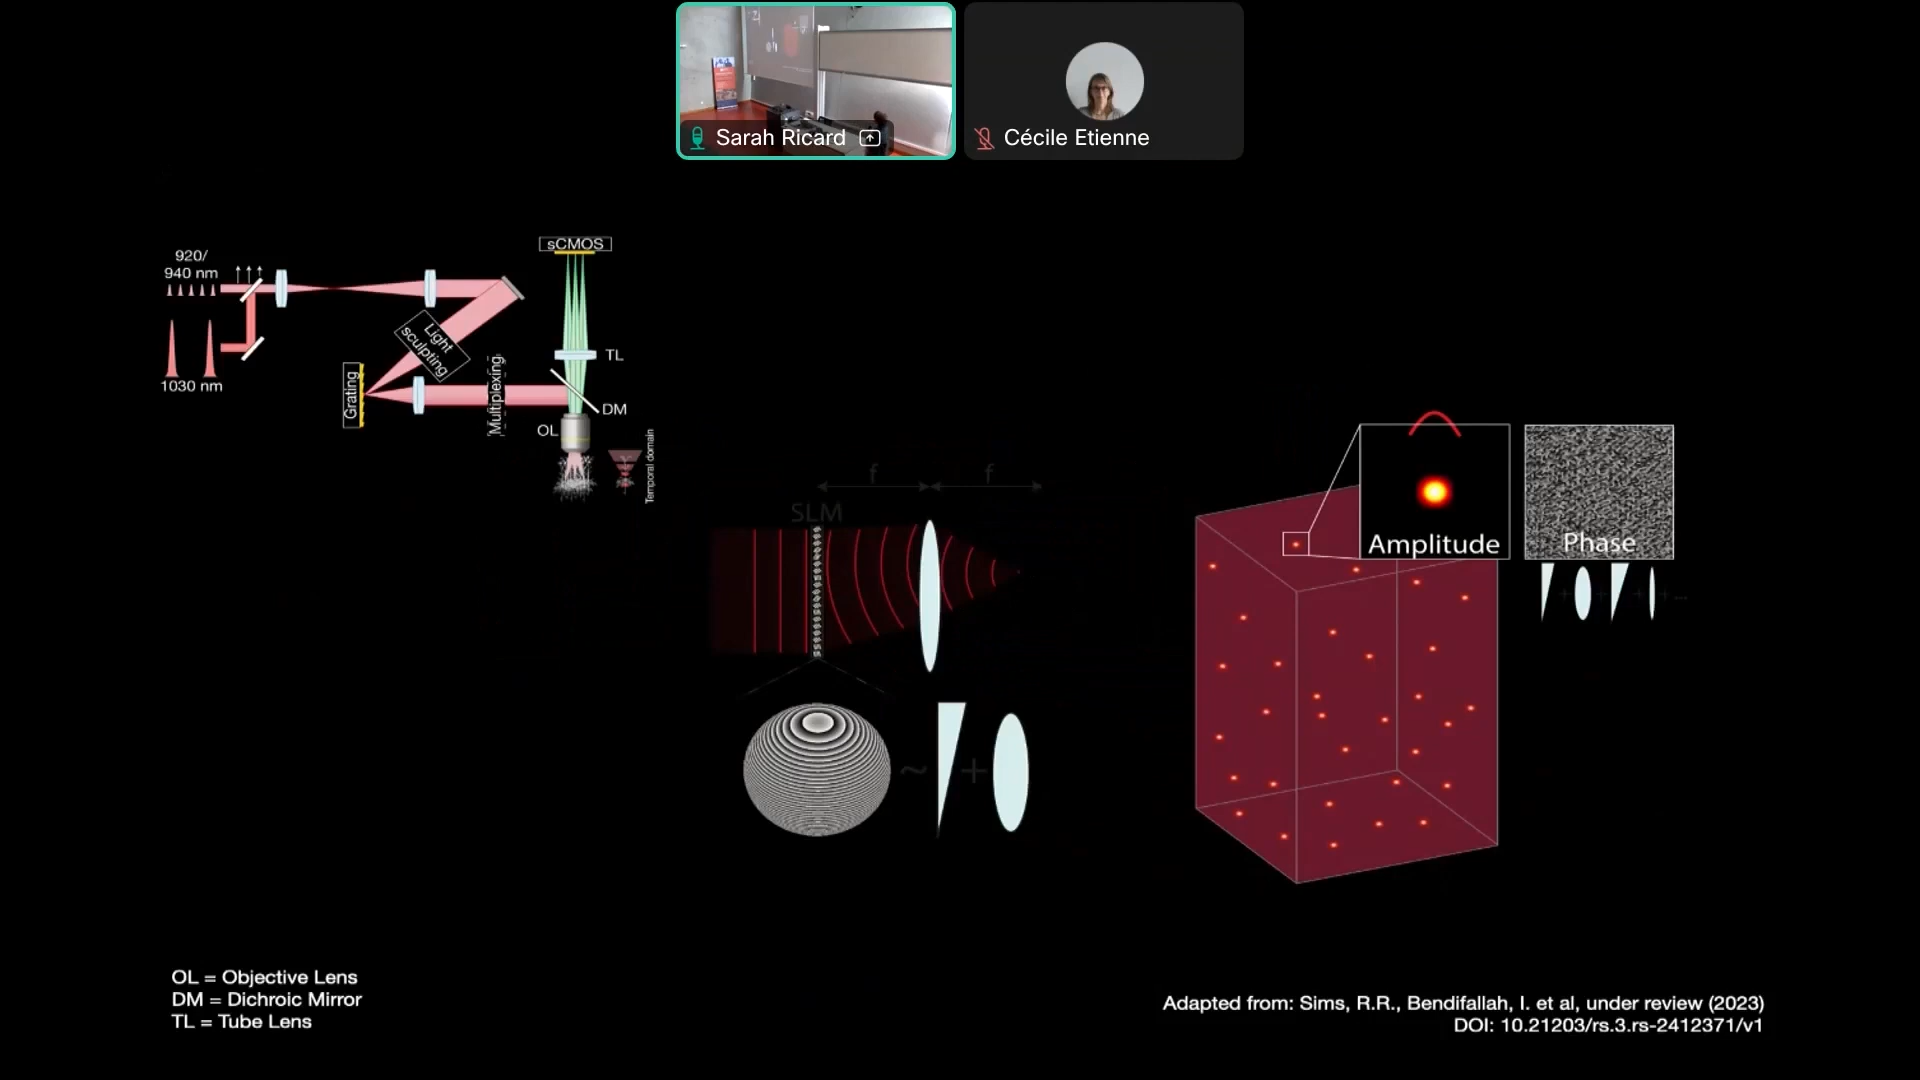 Sarah Ricard
Cécile Etienne
920/
940 nm
1030 nm
Light
sculpting
Grating
Multiplexing
sCMOS
TL
DM
OL
Temporal domain
f
f
SLM
~
+
Amplitude
Phase
+ + + ...
OL = Objective Lens
DM = Dichroic Mirror
TL = Tube Lens
Adapted from: Sims, R.R., Bendifallah, I. et al, under review (2023)
DOI: 10.21203/rs.3.rs-2412371/v1